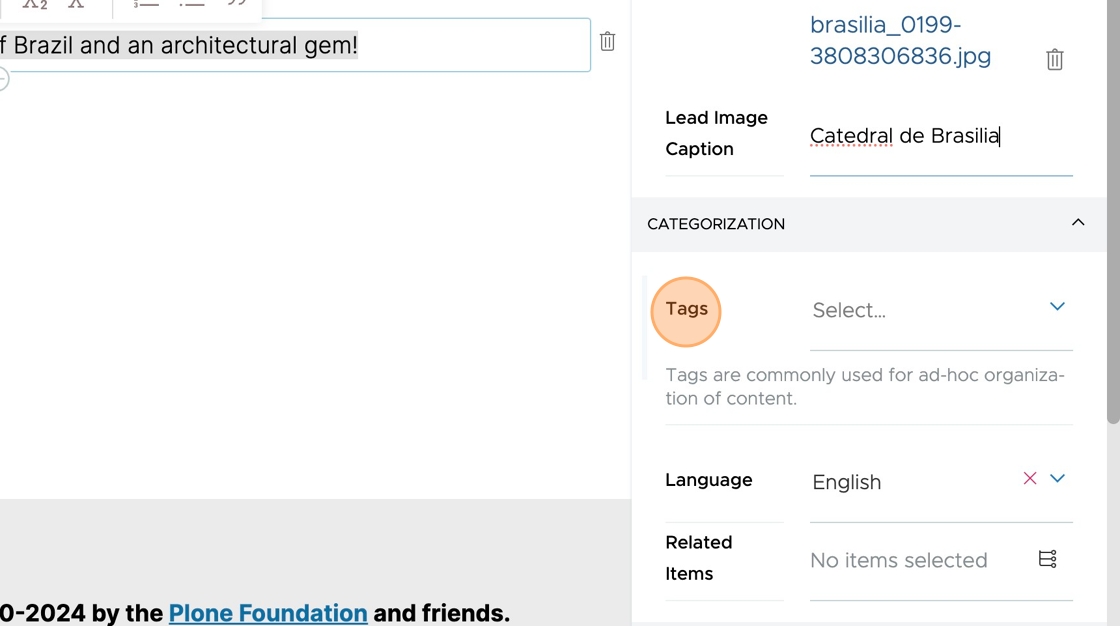 f Brazil and an architectural gem!
brasilia_0199-
3808306836.jpg
Lead Image
Caption
Catedral de Brasilia
CATEGORIZATION
Tags
Select...
Tags are commonly used for ad-hoc organiza-
tion of content.
Language
English
Related
Items
No items selected
0-2024 by the Plone Foundation and friends.